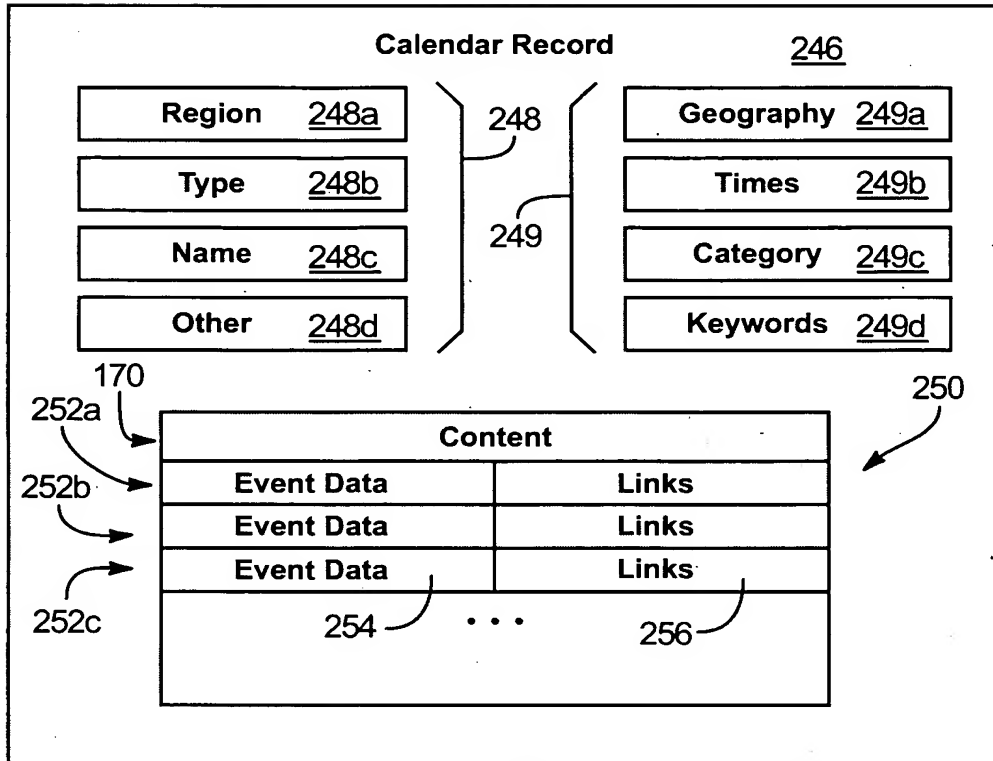 Calendar Record 246
Region 248a
Type 248b
Name 248c
Other 248d
248
249
Geography 249a
Times 249b
Category 249c
Keywords 249d
170
252a
252b
252c
250
Content
Event Data Links
Event Data Links
Event Data Links
254 ... 256